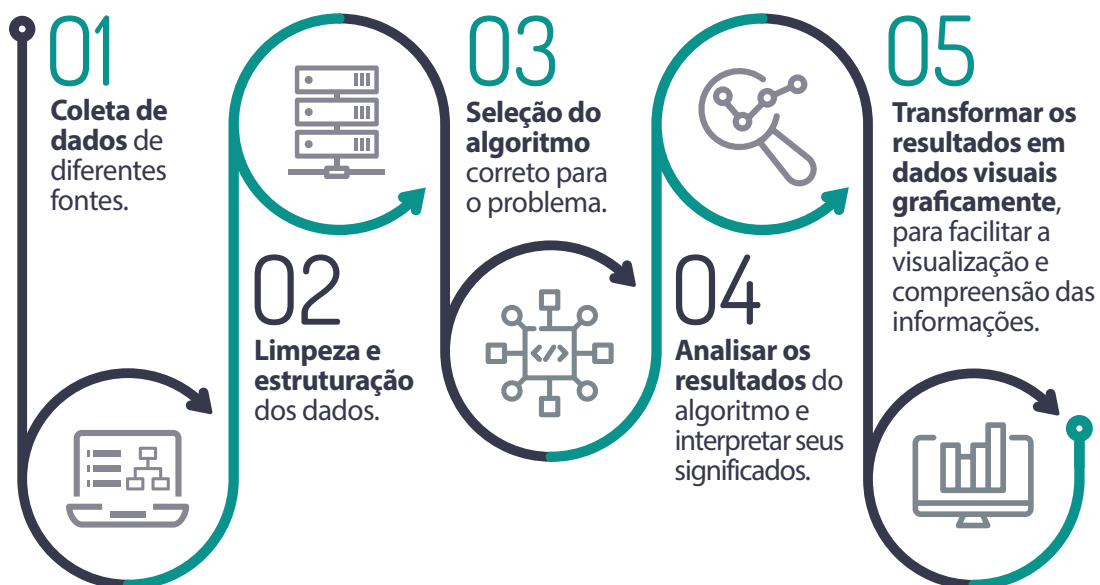 01
Coleta de
dados de
diferentes
fontes.
02
Limpeza e
estruturação
dos dados.
03
Seleção do
algoritmo
correto para
o problema.
</>
04
Analisar os
resultados do
algoritmo e
interpretar seus
significados.
05
Transformar os
resultados em
dados visuais
graficamente,
para facilitar a
visualização e
compreensão das
informações.